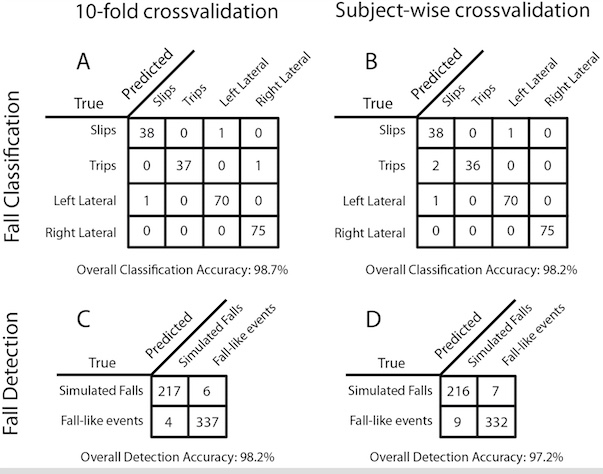 10-fold crossvalidation
Subject-wise crossvalidation
Fall Classification
A
Predicted
Slips
Trips
Left Lateral
Right Lateral
True
Slips 38 0 1 0
Trips 0 37 0 1
Left Lateral 1 0 70 0
Right Lateral 0 0 0 75
Overall Classification Accuracy: 98.7%
B
Predicted
Slips
Trips
Left Lateral
Right Lateral
True
Slips 38 0 1 0
Trips 2 36 0 0
Left Lateral 1 0 70 0
Right Lateral 0 0 0 75
Overall Classification Accuracy: 98.2%
Fall Detection
C
Predicted
Simulated Falls
Fall-like events
True
Simulated Falls 217 6
Fall-like events 4 337
Overall Detection Accuracy: 98.2%
D
Predicted
Simulated Falls
Fall-like events
True
Simulated Falls 216 7
Fall-like events 9 332
Overall Detection Accuracy: 97.2%